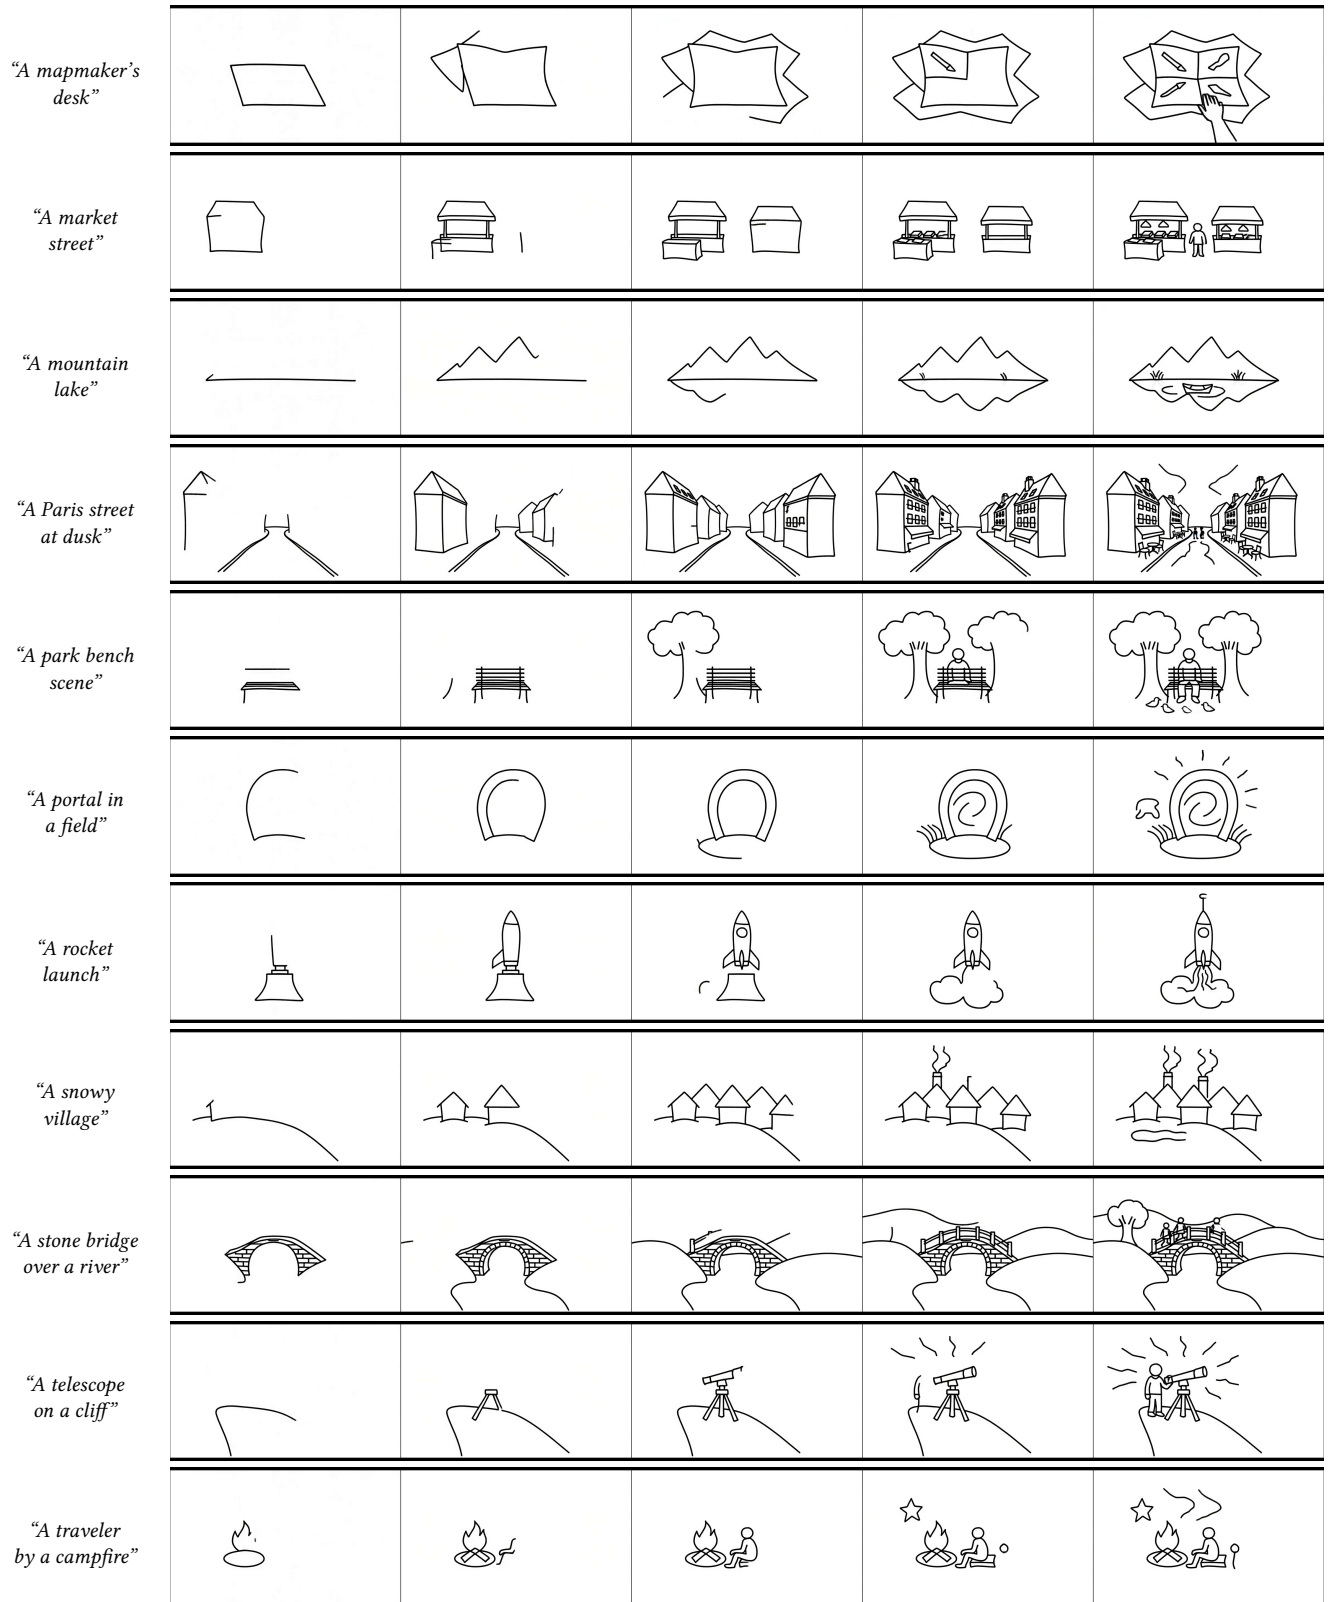 “A mapmaker’s
desk”
“A market
street”
“A mountain
lake”
“A Paris street
at dusk”
“A park bench
scene”
“A portal in
a field”
“A rocket
launch”
“A snowy
village”
“A stone bridge
over a river”
“A telescope
on a cliff”
“A traveler
by a campfire”